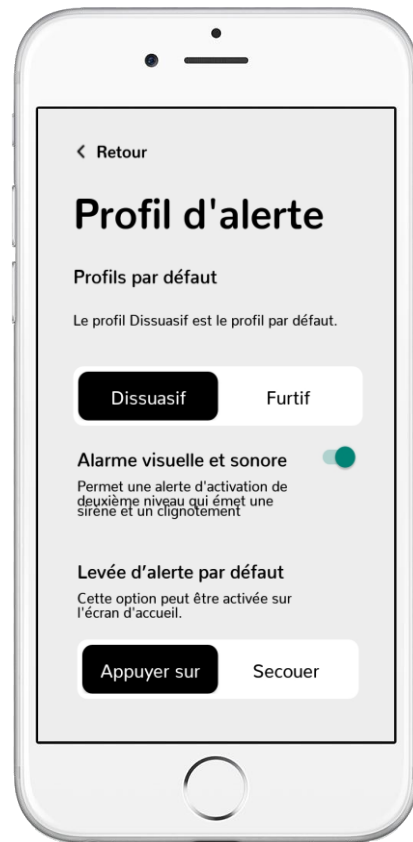 Retour
Profil d'alerte
Profils par défaut
Le profil Dissuasif est le profil par défaut.
Dissuasif Furtif
Alarme visuelle et sonore
Permet une alerte d'activation de
deuxième niveau qui émet une
sirène et un clignotement
Levée d'alerte par défaut
Cette option peut être activée sur
l'écran d'accueil.
Appuyer sur Secouer